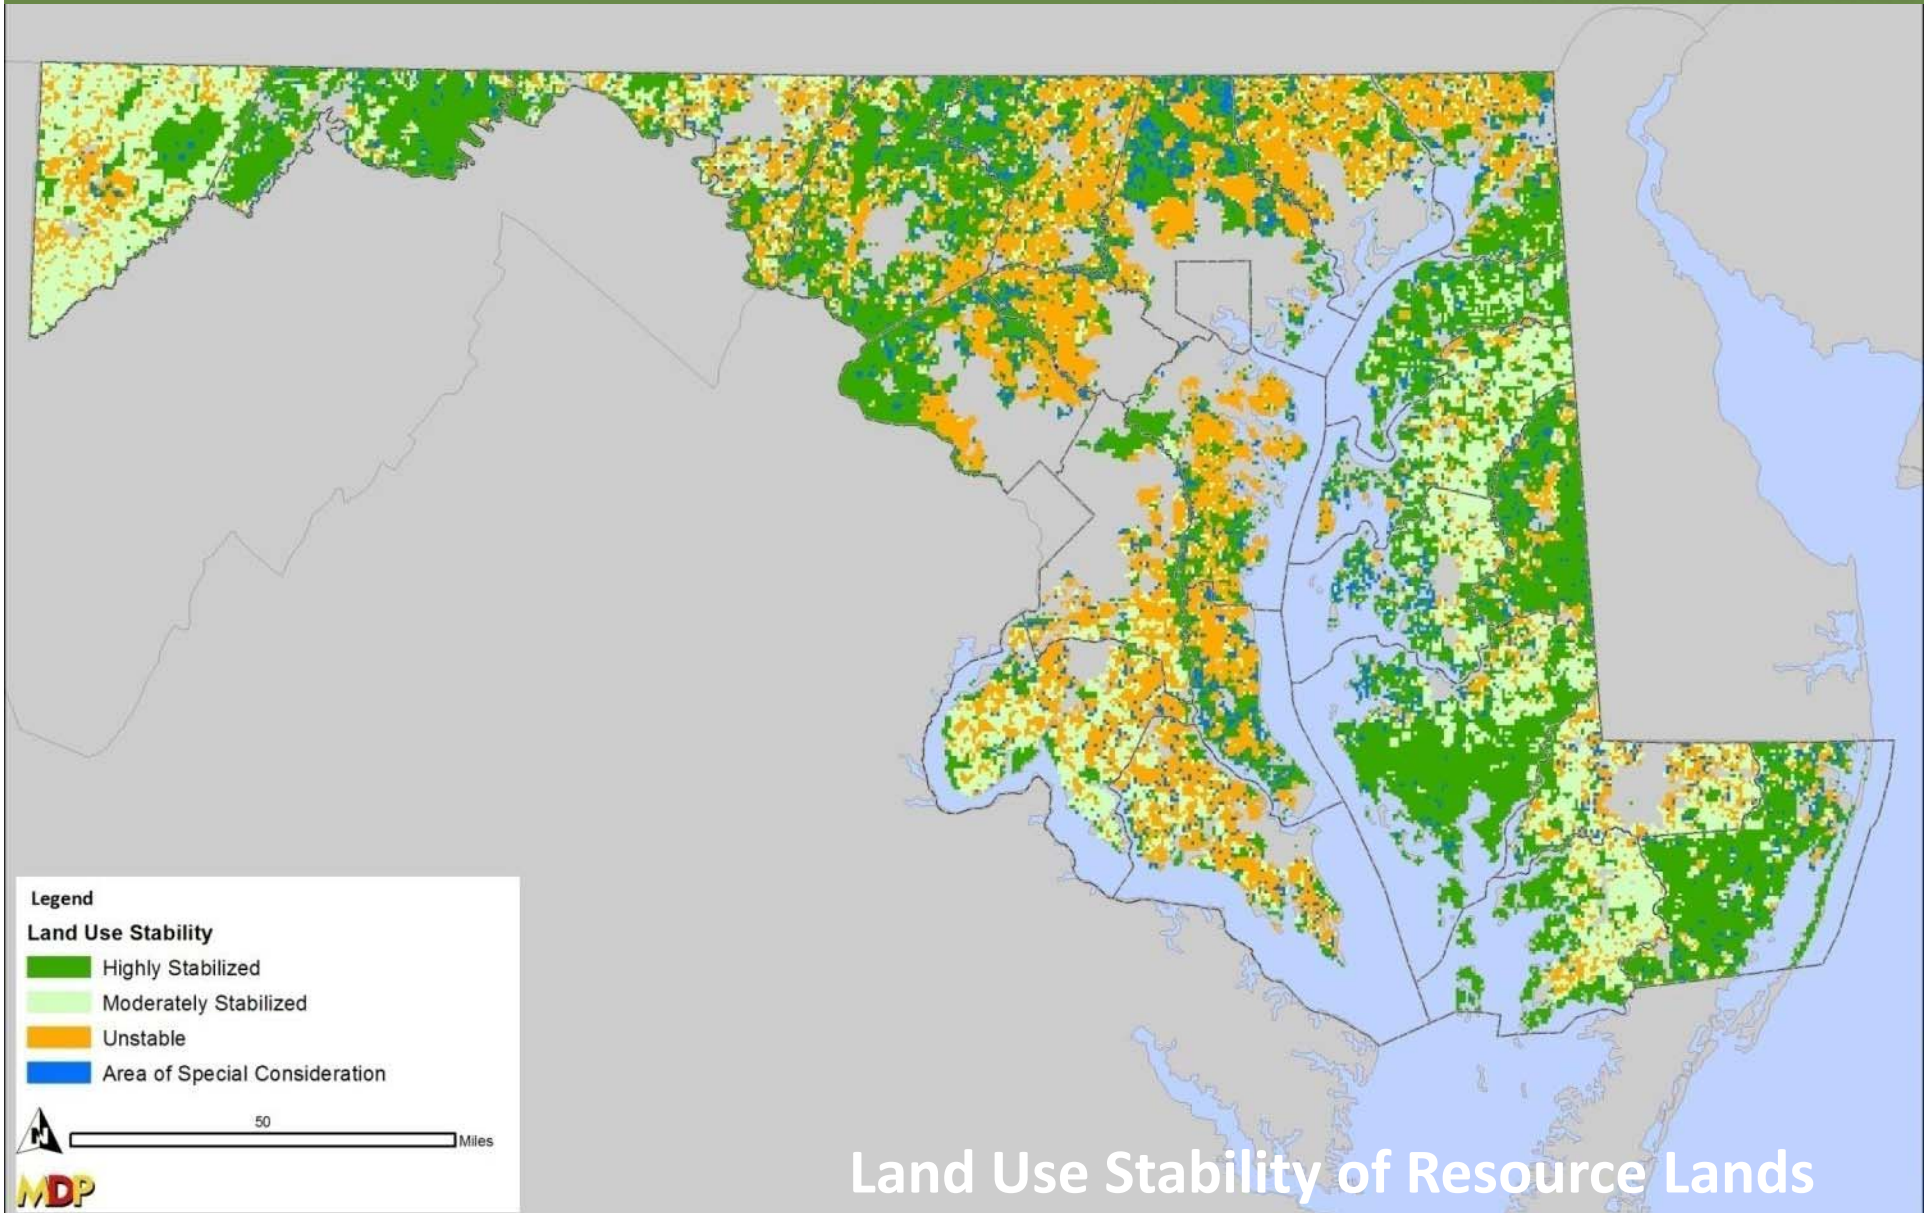 Legend
Land Use Stability
Highly Stabilized
Moderately Stabilized
Unstable
Area of Special Consideration
N
50
Miles
MDP
Land Use Stability of Resource Lands